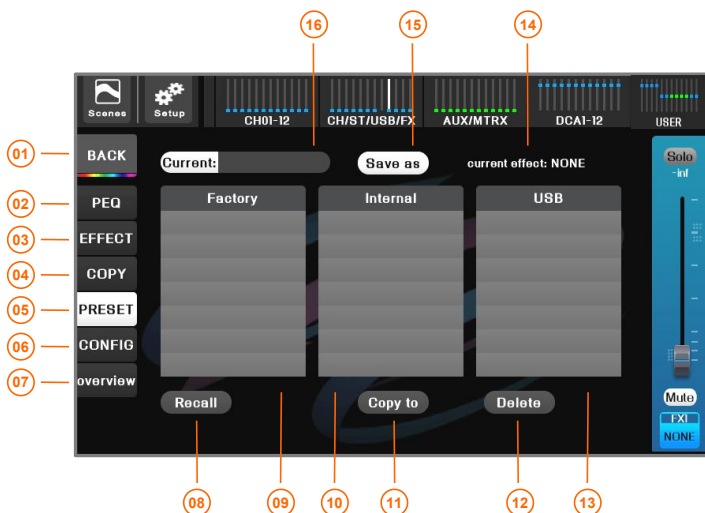 16 15 14
Scenes Setup CH01-12 CH/ST/USB/FX AUX/MTRX DCA1-12 USER
01 BACK Current: Save as current effect: NONE Solo
-inf
02 PEQ Factory Internal USB
03 EFFECT
04 COPY
05 PRESET
06 CONFIG
07 overview
Recall Copy to Delete Mute
FX1
NONE
08 09 10 11 12 13